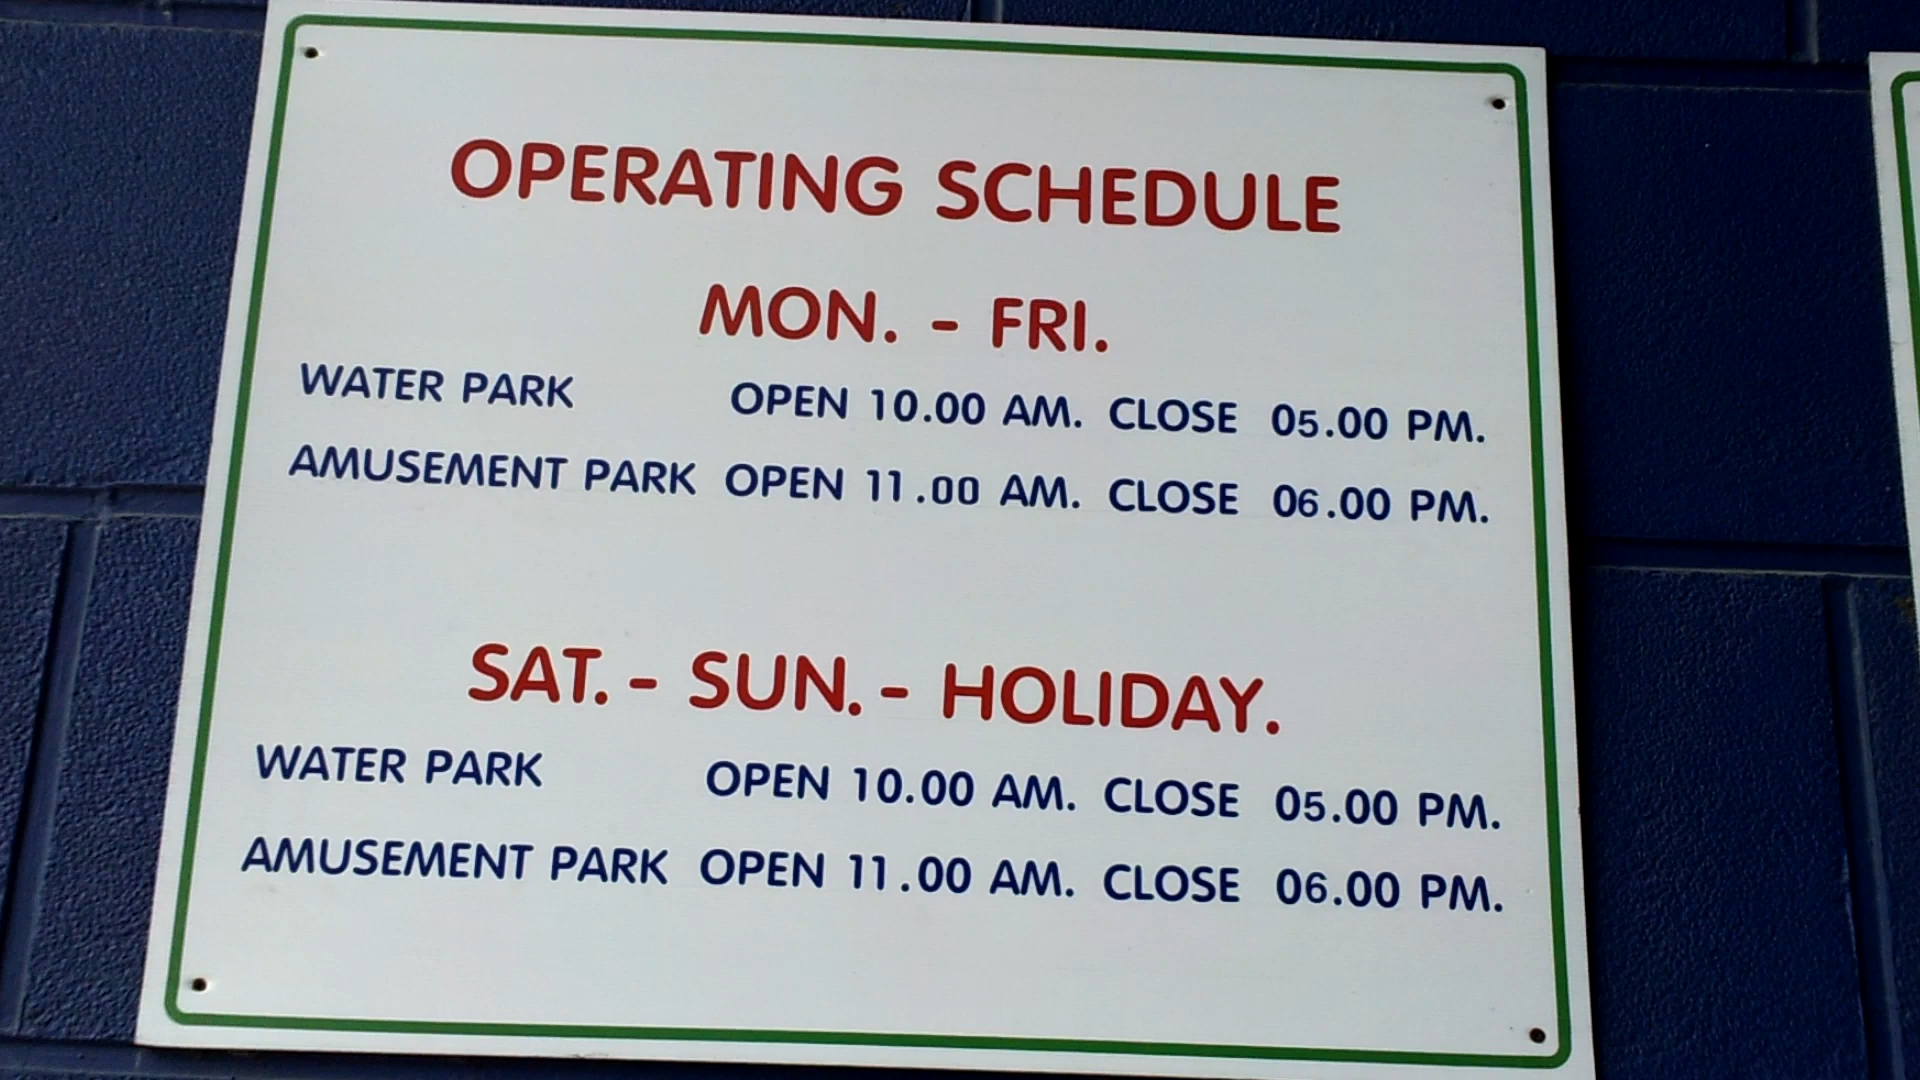 OPERATING SCHEDULE
MON. - FRI.
WATER PARK OPEN 10.00 AM. CLOSE 05.00 PM.
AMUSEMENT PARK OPEN 11.00 AM. CLOSE 06.00 PM.
SAT. - SUN. - HOLIDAY.
WATER PARK OPEN 10.00 AM. CLOSE 05.00 PM.
AMUSEMENT PARK OPEN 11.00 AM. CLOSE 06.00 PM.